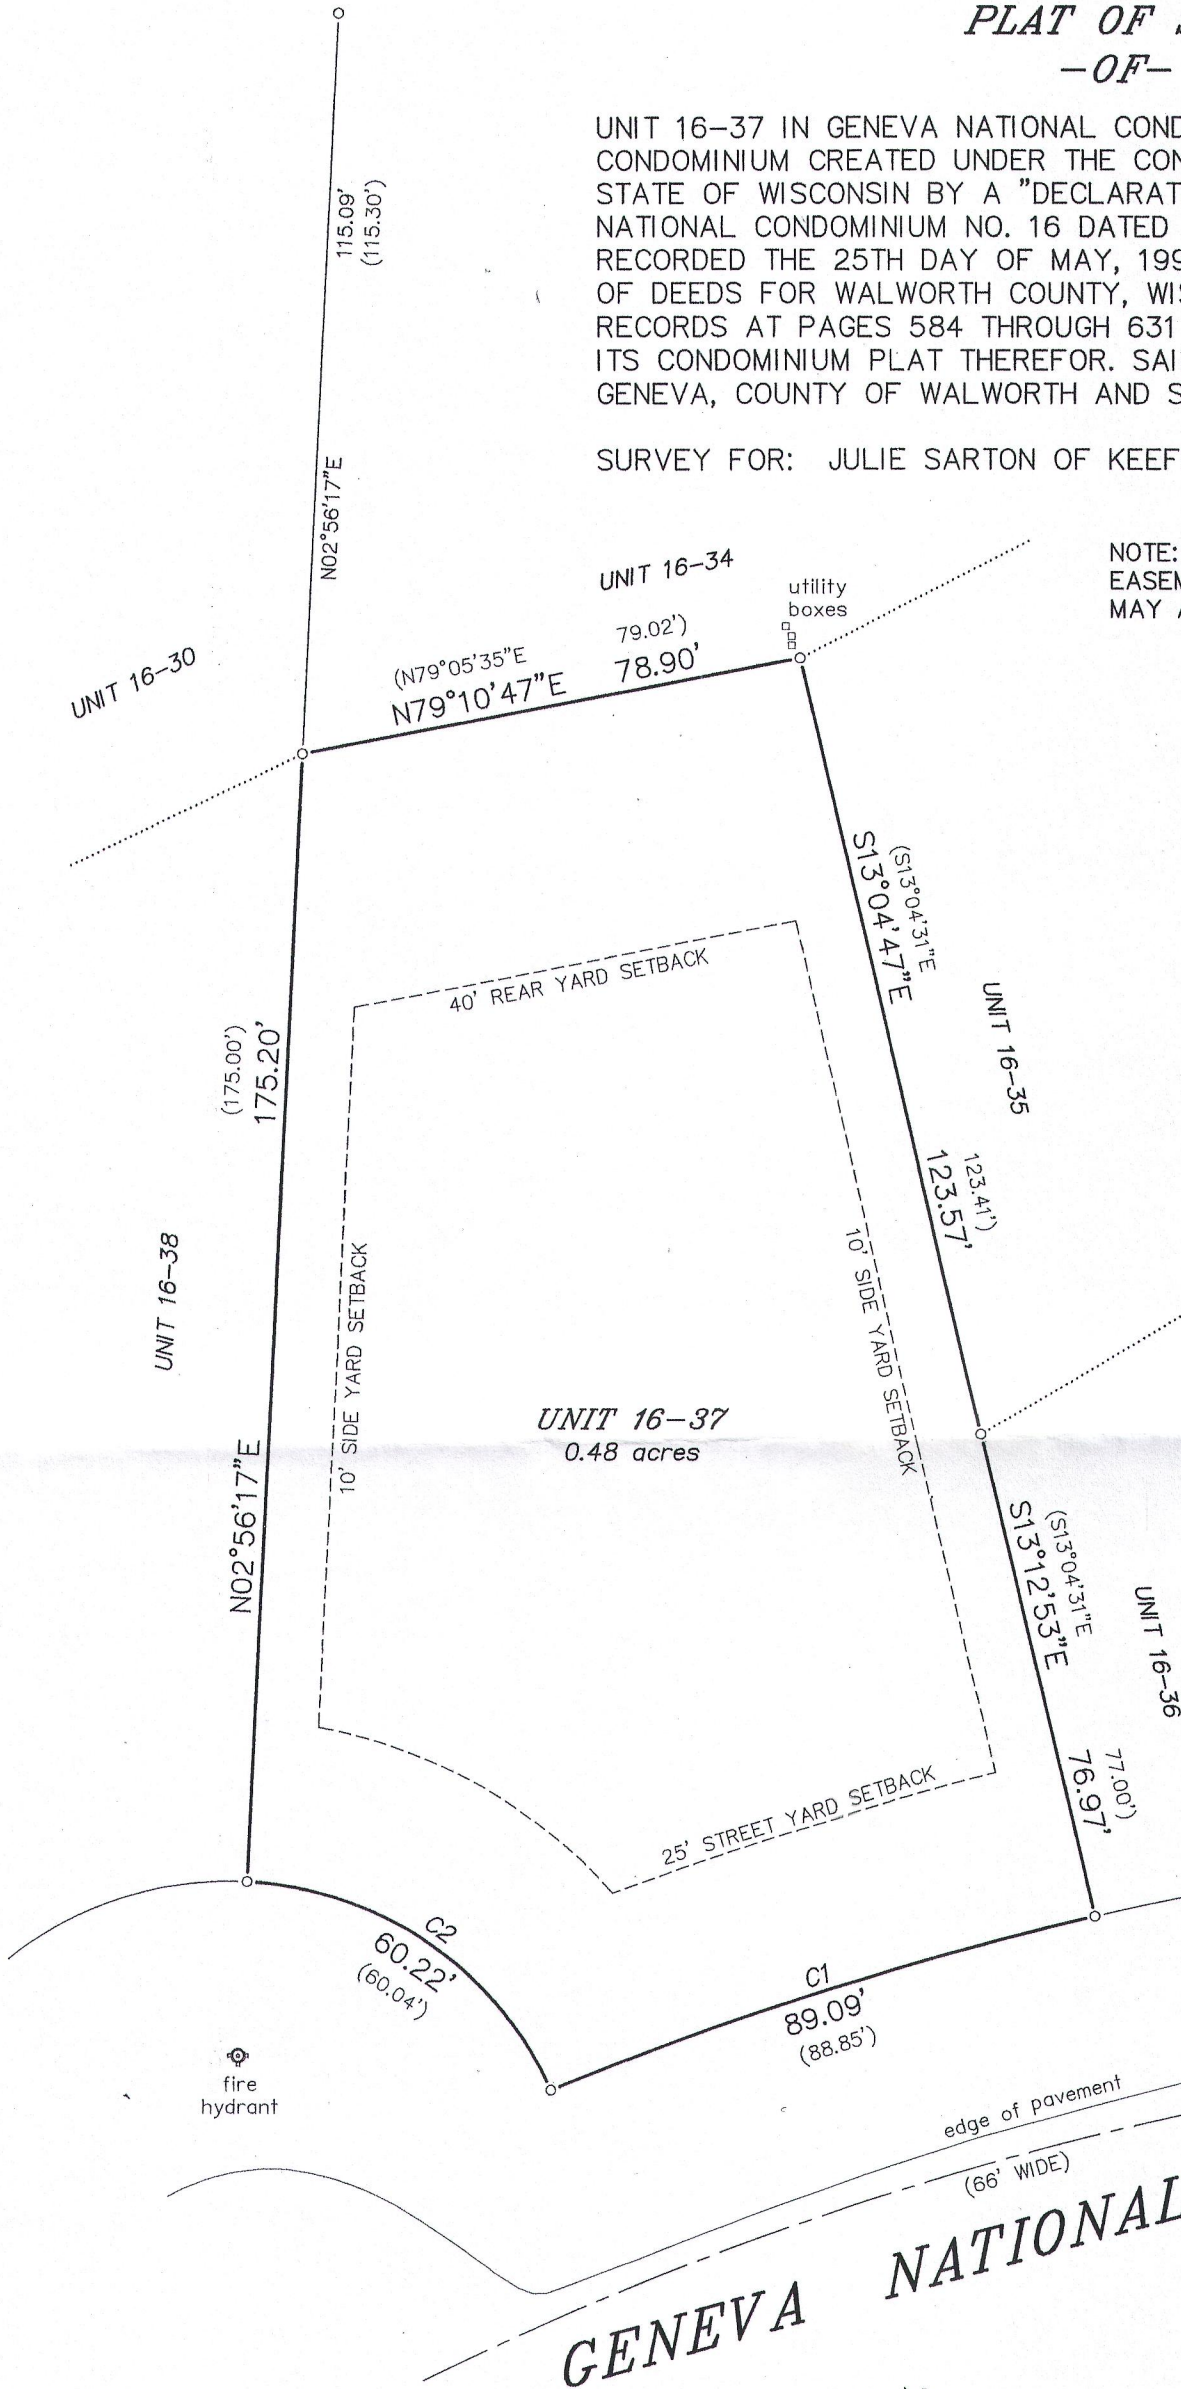 PLAT OF
-OF-
UNIT 16-37 IN GENEVA NATIONAL COND
CONDOMINIUM CREATED UNDER THE CON
STATE OF WISCONSIN BY A "DECLARAT
NATIONAL CONDOMINIUM NO. 16 DATED
RECORDED THE 25TH DAY OF MAY, 199
OF DEEDS FOR WALWORTH COUNTY, WIS
RECORDS AT PAGES 584 THROUGH 631
ITS CONDOMINIUM PLAT THEREFOR. SAI
GENEVA, COUNTY OF WALWORTH AND S
SURVEY FOR: JULIE SARTON OF KEEF
NOTE:
EASEM
MAY A
115.09'
(115.30')
N02°56'17"E
UNIT 16-30
UNIT 16-34
utility
boxes
(N79°05'35"E 79.02')
N79°10'47"E 78.90'
(S13°04'31"E 123.41')
S13°04'47"E 123.57'
UNIT 16-35
40' REAR YARD SETBACK
(175.00')
175.20'
N02°56'17"E
UNIT 16-38
10' SIDE YARD SETBACK
10' SIDE YARD SETBACK
UNIT 16-37
0.48 acres
(S13°04'31"E 77.00')
S13°12'53"E 76.97'
UNIT 16-36
25' STREET YARD SETBACK
C2
60.22'
(60.04')
C1
89.09'
(88.85')
fire
hydrant
edge of pavement
(66' WIDE)
GENEVA NATIONAL